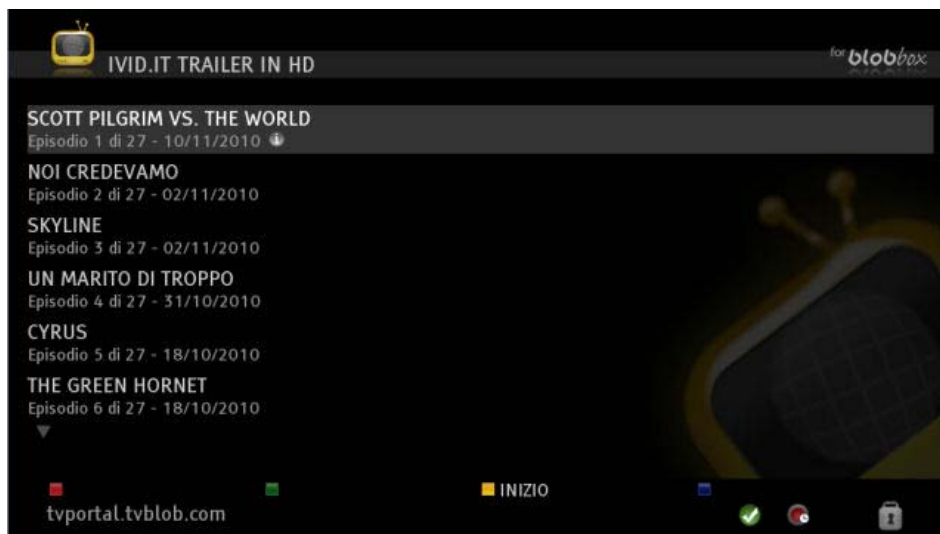 IVID.IT TRAILER IN HD
for blobbox
SCOTT PILGRIM VS. THE WORLD
Episodio 1 di 27 - 10/11/2010
NOI CREDEVAMO
Episodio 2 di 27 - 02/11/2010
SKYLINE
Episodio 3 di 27 - 02/11/2010
UN MARITO DI TROPPO
Episodio 4 di 27 - 31/10/2010
CYRUS
Episodio 5 di 27 - 18/10/2010
THE GREEN HORNET
Episodio 6 di 27 - 18/10/2010
INIZIO
tvportal.tvblob.com